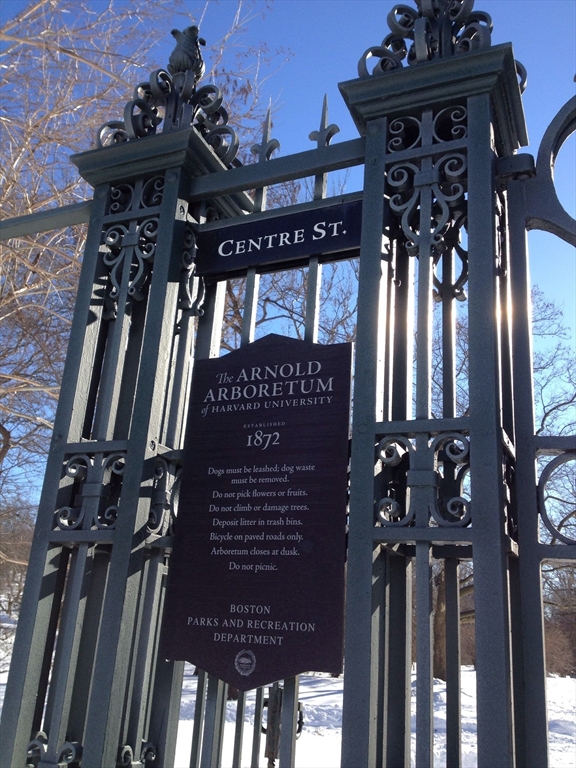 CENTRE ST.
The ARNOLD
ARBORETUM
of HARVARD UNIVERSITY
ESTABLISHED
1872
Dogs must be leashed; dog waste
must be removed.
Do not pick flowers or fruits.
Do not climb or damage trees.
Deposit litter in trash bins.
Bicycle on paved roads only.
Arboretum closes at dusk.
Do not picnic.
BOSTON
PARKS AND RECREATION
DEPARTMENT